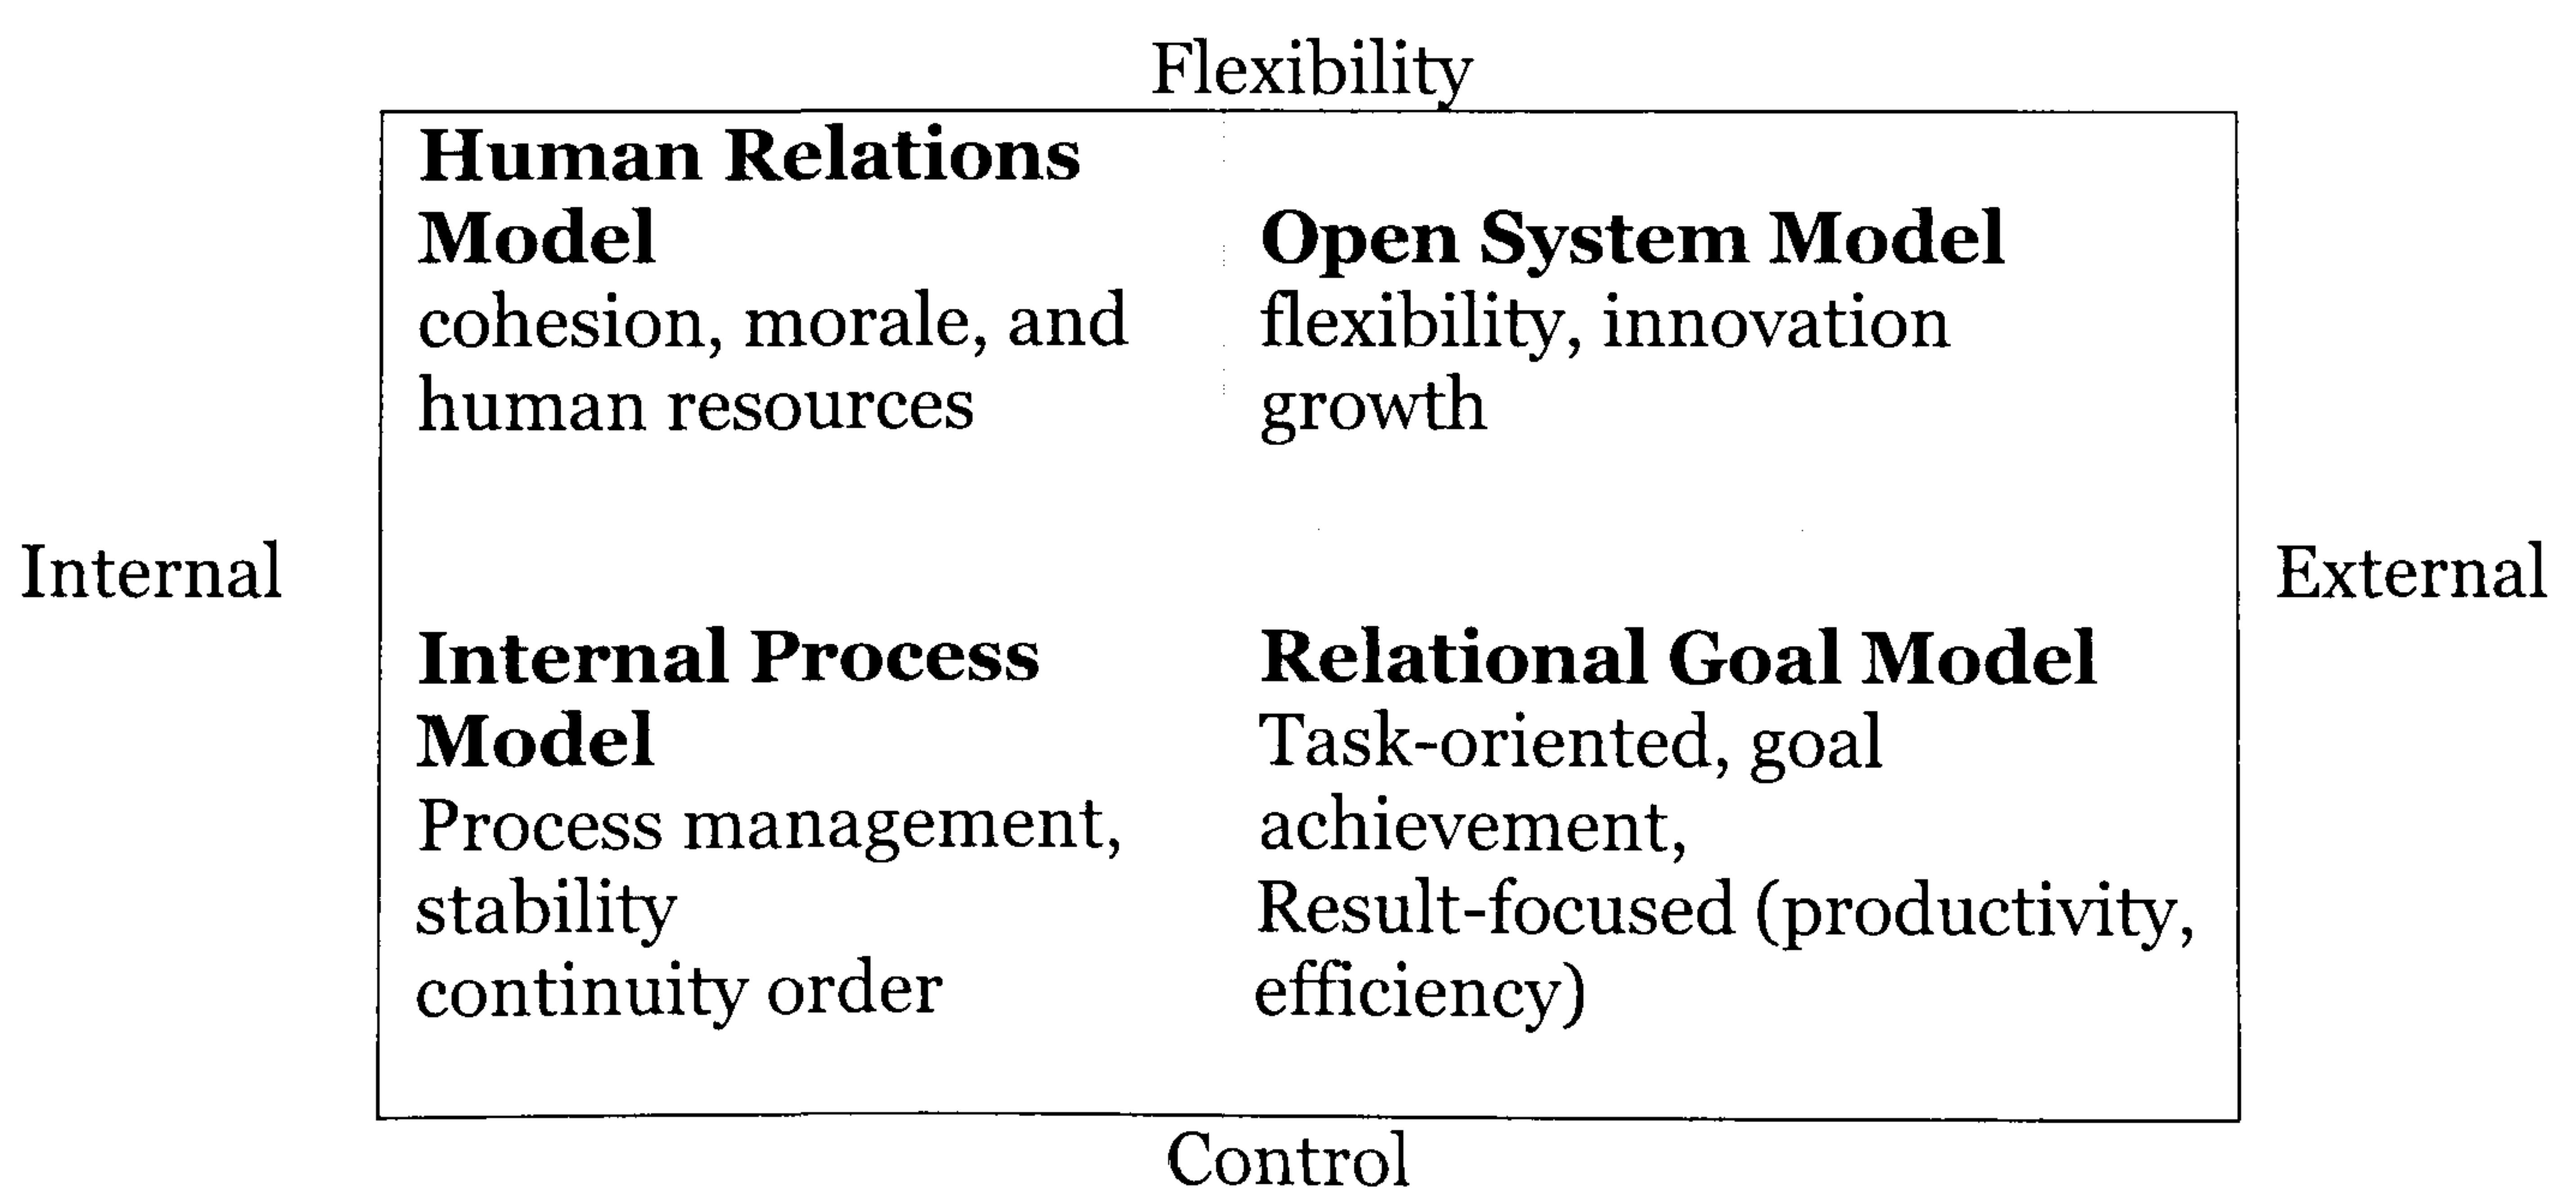 Flexibility
Human Relations
Model
cohesion, morale, and
human resources
Open System Model
flexibility, innovation
growth
Internal
External
Internal Process
Model
Process management,
stability
continuity order
Relational Goal Model
Task-oriented, goal
achievement,
Result-focused (productivity,
efficiency)
Control